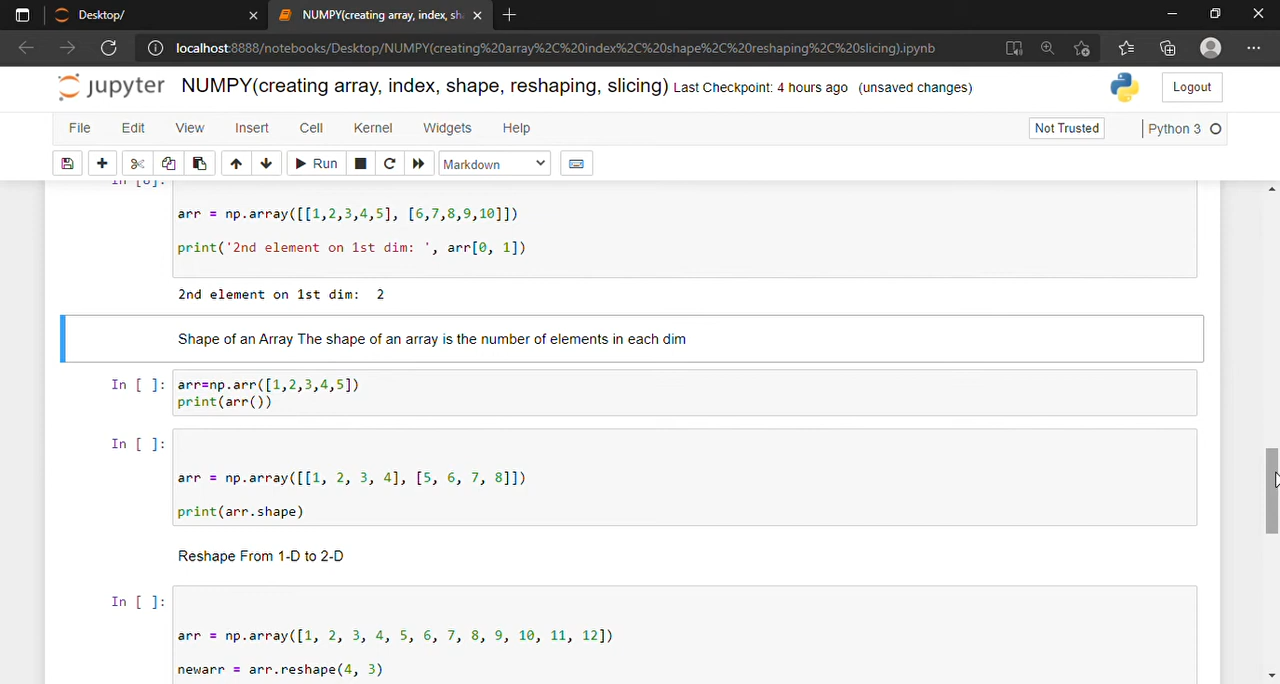 Desktop/
NUMPY(creating array, index, sh
localhost:8888/notebooks/Desktop/NUMPY(creating%20array%2C%20index%2C%20shape%2C%20reshaping%2C%20slicing).ipynb
jupyter NUMPY(creating array, index, shape, reshaping, slicing) Last Checkpoint: 4 hours ago (unsaved changes)
Logout
File Edit View Insert Cell Kernel Widgets Help
Not Trusted
Python 3
Run
Markdown
In [6]:
arr = np.array([[1,2,3,4,5], [6,7,8,9,10]])
print('2nd element on 1st dim: ', arr[0, 1])
2nd element on 1st dim:  2
Shape of an Array The shape of an array is the number of elements in each dim
In [ ]: arr=np.arr([1,2,3,4,5])
print(arr())
In [ ]:
arr = np.array([[1, 2, 3, 4], [5, 6, 7, 8]])
print(arr.shape)
Reshape From 1-D to 2-D
In [ ]:
arr = np.array([1, 2, 3, 4, 5, 6, 7, 8, 9, 10, 11, 12])
newarr = arr.reshape(4, 3)